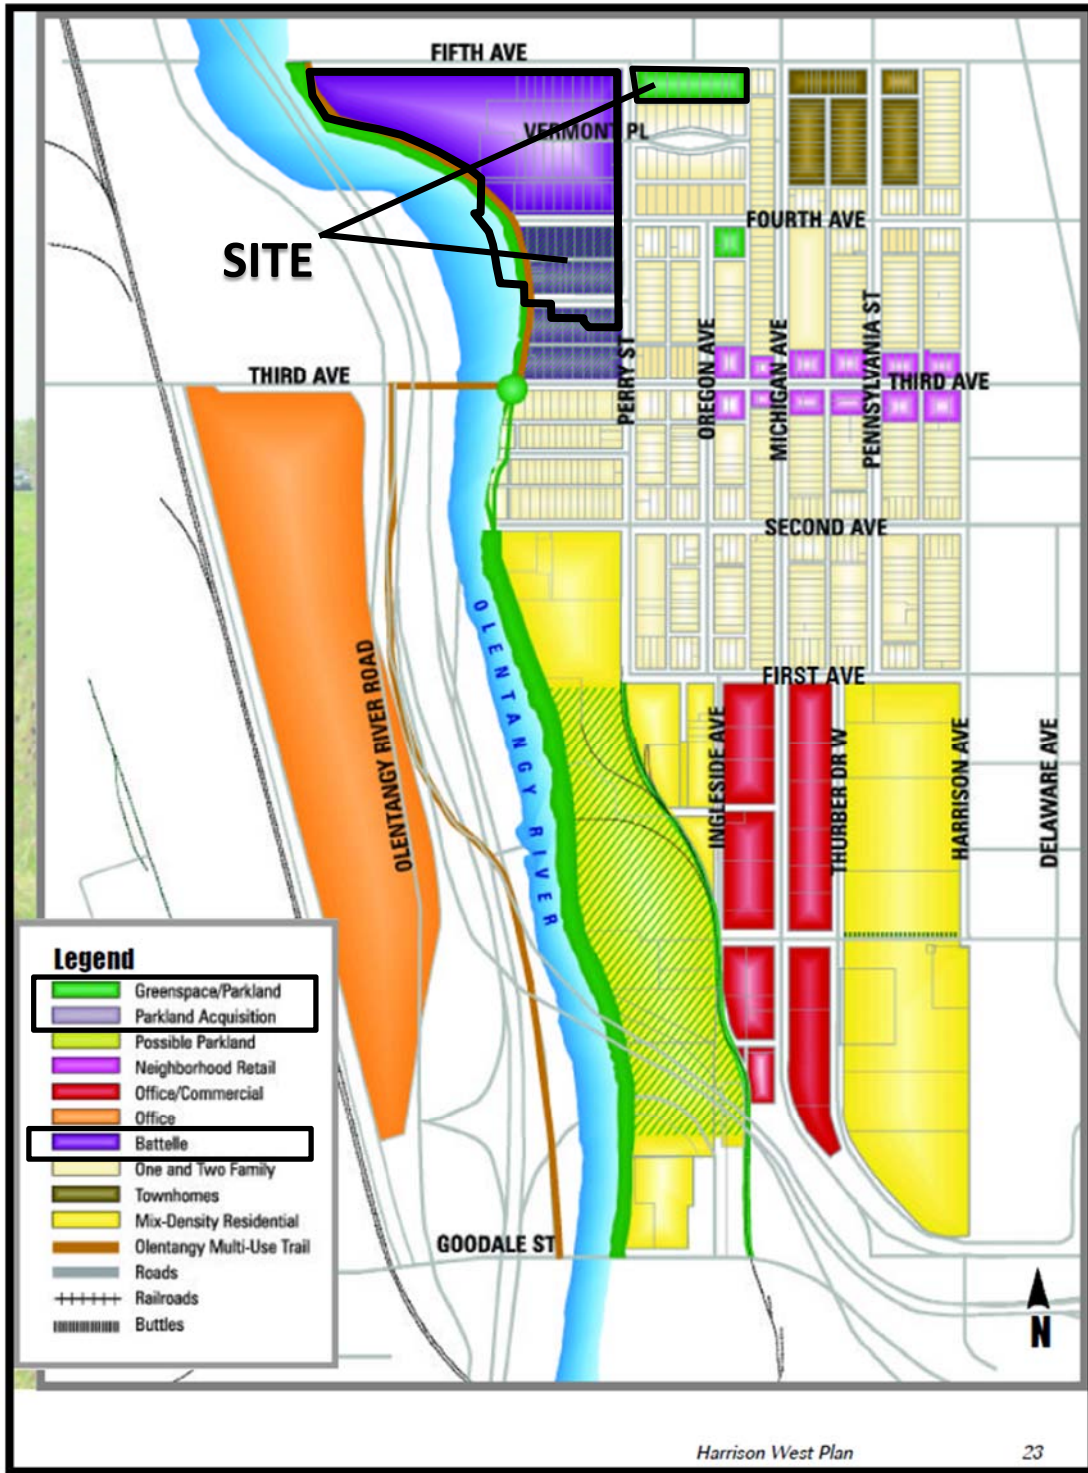 FIFTH AVE
VERMONT PL
FOURTH AVE
SITE
PERRY ST
OREGON AVE
MICHIGAN AVE
PENNSYLVANIA ST
THIRD AVE
THIRD AVE
SECOND AVE
OLENTANGY RIVER
OLENTANGY RIVER ROAD
FIRST AVE
INGLESIDE AVE
THURBER DR W
HARRISON AVE
DELAWARE AVE
Legend
Greenspace/Parkland
Parkland Acquisition
Possible Parkland
Neighborhood Retail
Office/Commercial
Office
Battelle
One and Two Family
Townhomes
Mix-Density Residential
Olentangy Multi-Use Trail
Roads
Railroads
Buttles
GOODALE ST
N
Harrison West Plan 23